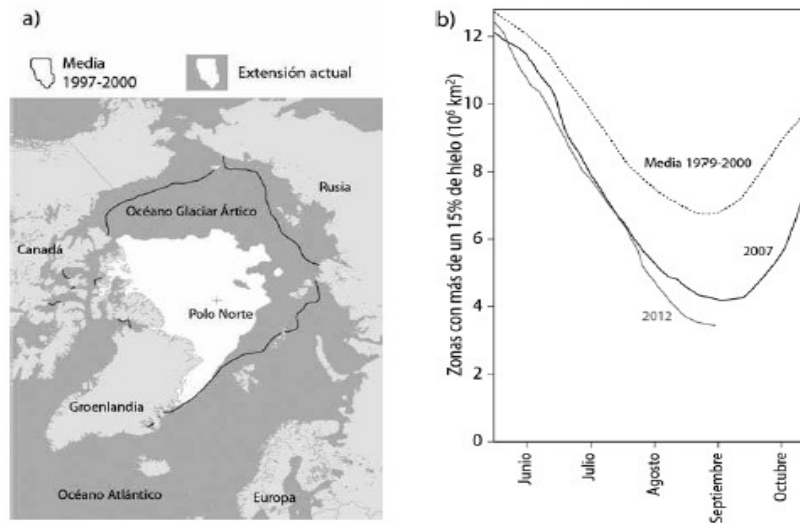 a)
Media
1997-2000
Extensión actual
Rusia
Océano Glaciar Ártico
Canadá
Polo Norte
Groenlandia
Océano Atlántico
Europa
b)
Zonas con más de un 15% de hielo (10⁶ km²)
12
10
8
6
4
2
0
Media 1979-2000
2007
2012
Junio
Julio
Agosto
Septiembre
Octubre